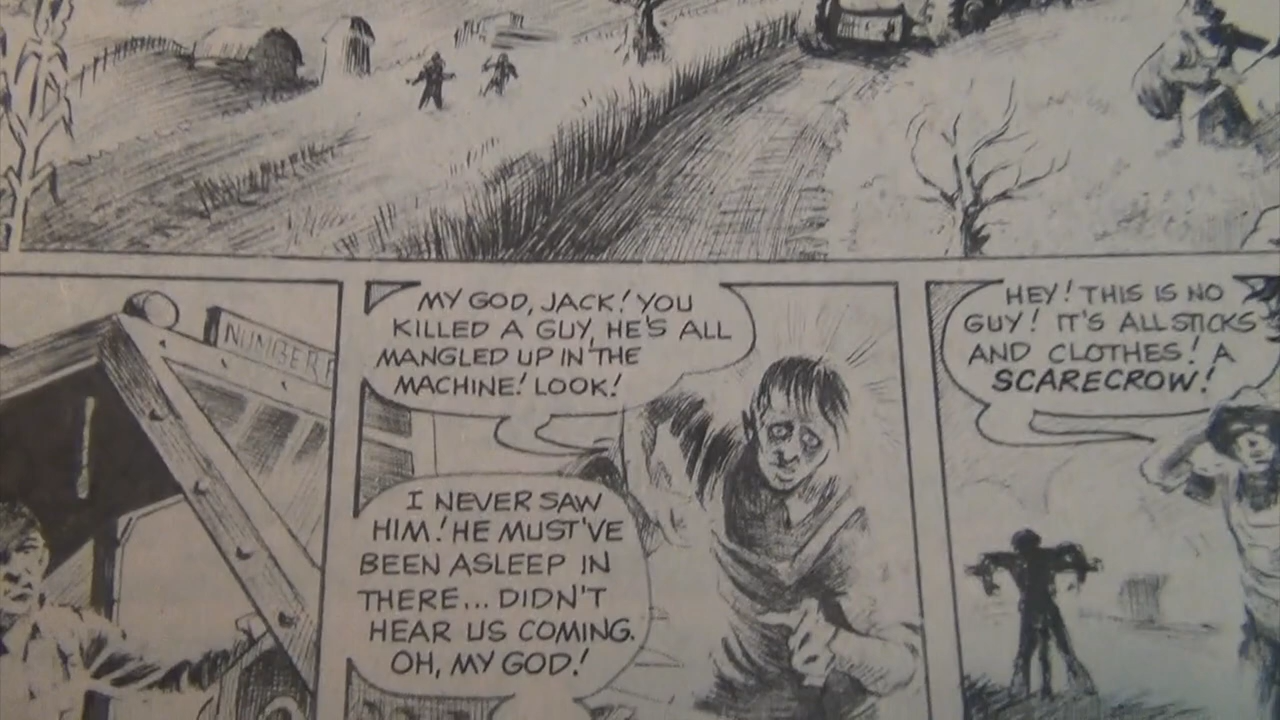 NUMBER
MY GOD, JACK! YOU
KILLED A GUY, HE'S ALL
MANGLED UP IN THE
MACHINE! LOOK!
I NEVER SAW
HIM! HE MUST'VE
BEEN ASLEEP IN
THERE... DIDN'T
HEAR US COMING.
OH, MY GOD!
HEY! THIS IS NO
GUY! IT'S ALL STICKS
AND CLOTHES! A
SCARECROW!